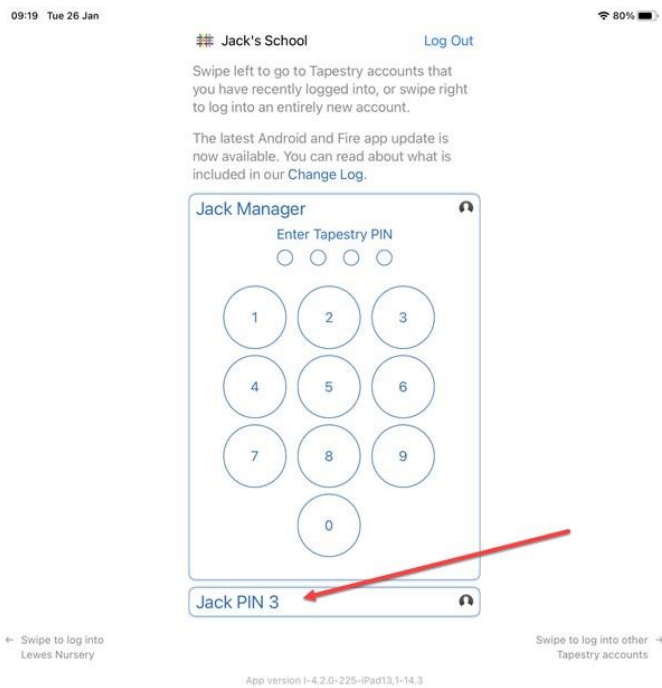 09:19 Tue 26 Jan
80%
Jack's School
Log Out
Swipe left to go to Tapestry accounts that
you have recently logged into, or swipe right
to log into an entirely new account.
The latest Android and Fire app update is
now available. You can read about what is
included in our Change Log.
Jack Manager
Enter Tapestry PIN
1 2 3
4 5 6
7 8 9
0
Jack PIN 3
← Swipe to log into
Lewes Nursery
Swipe to log into other →
Tapestry accounts
App version I-4.2.0-225-iPad13,1-14.3